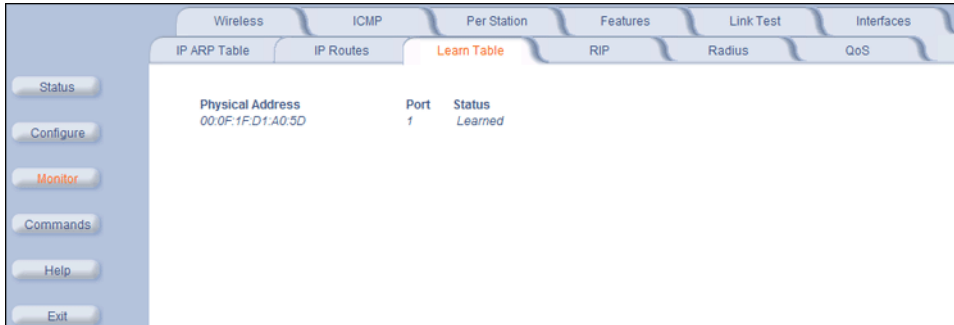 Wireless ICMP Per Station Features Link Test Interfaces
IP ARP Table IP Routes Learn Table RIP Radius QoS
Status
Configure
Monitor
Commands
Help
Exit
Physical Address Port Status
00:0F:1F:D1:A0:5D 1 Learned